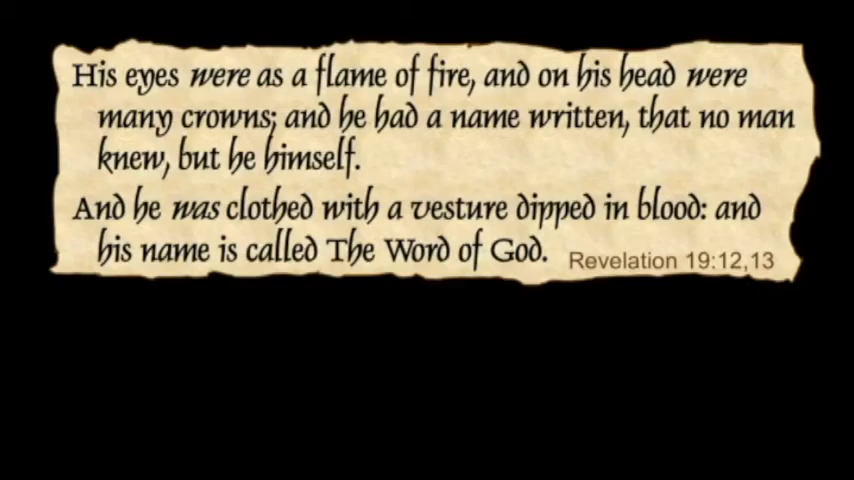 His eyes were as a flame of fire, and on his head were
many crowns; and he had a name written, that no man
knew, but he himself.
And he was clothed with a vesture dipped in blood: and
his name is called The Word of God.
Revelation 19:12,13